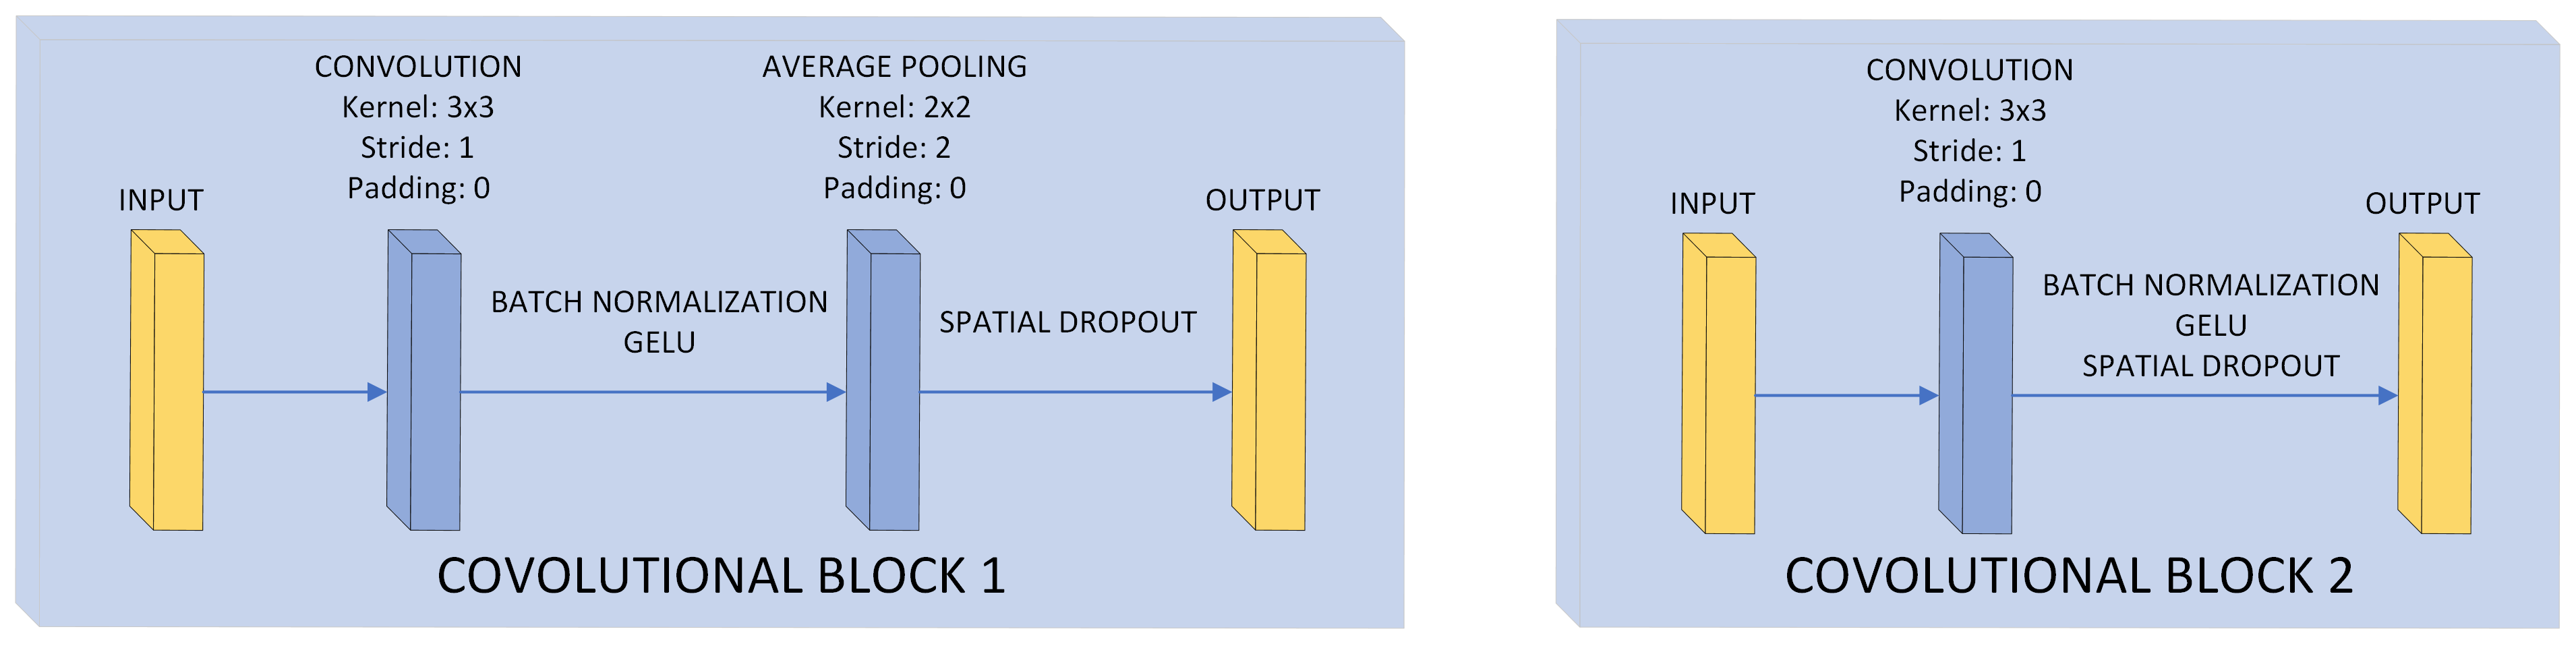 INPUT
CONVOLUTION
Kernel: 3x3
Stride: 1
Padding: 0
BATCH NORMALIZATION
GELU
AVERAGE POOLING
Kernel: 2x2
Stride: 2
Padding: 0
SPATIAL DROPOUT
OUTPUT
COVOLUTIONAL BLOCK 1
INPUT
CONVOLUTION
Kernel: 3x3
Stride: 1
Padding: 0
BATCH NORMALIZATION
GELU
SPATIAL DROPOUT
OUTPUT
COVOLUTIONAL BLOCK 2